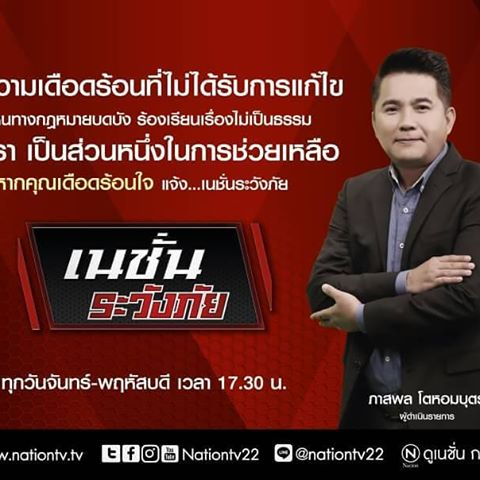 วามเดือดร้อนที่ไม่ได้รับการแก้ไข
นทางกฎหมายบดบัง ร้องเรียนเรื่องไม่เป็นธรรม
รา เป็นส่วนหนึ่งในการช่วยเหลือ
หากคุณเดือดร้อนใจ แจ้ง...เนชั่นระวังภัย
เนชั่น
ระวังภัย
ทุกวันจันทร์-พฤหัสบดี เวลา 17.30 น.
ภาสพล โตหอมบุตร
ผู้ดำเนินรายการ
www.nationtv.tv Nationtv22 @nationtv22 N Nation ดูเนชั่น ก